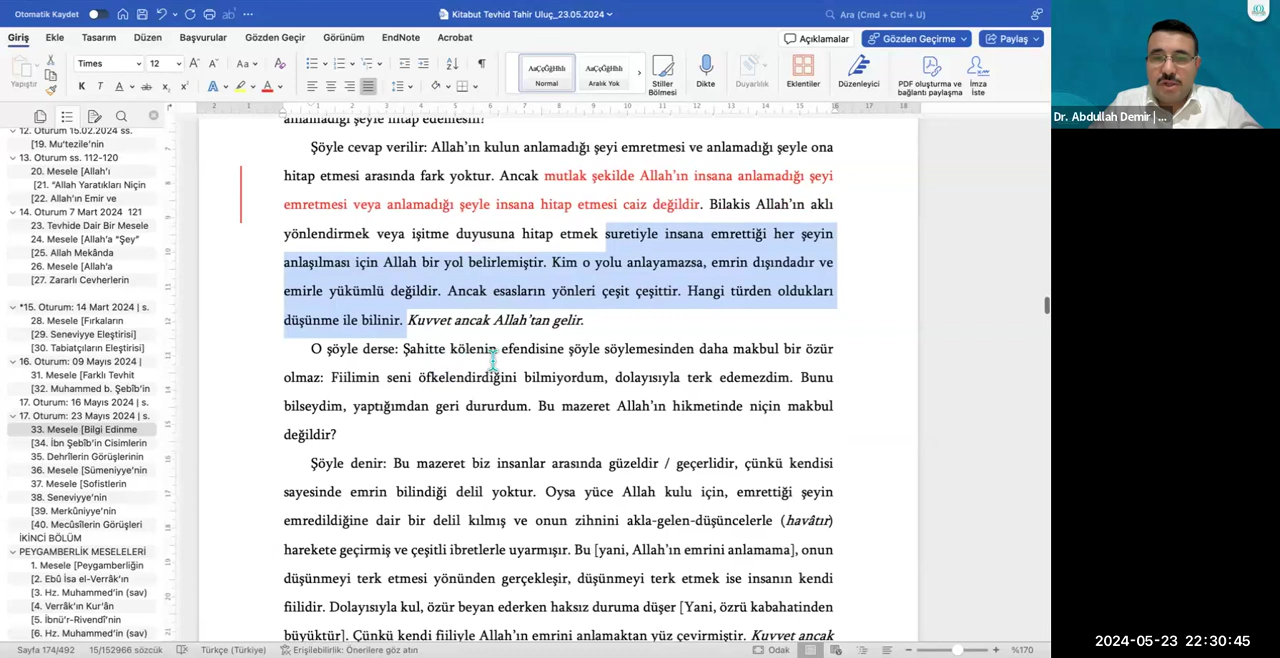 Otomatik Kaydet
Kitabut Tevhid Tahir Uluç_23.05.2024
Ara (Cmd + Ctrl + U)
Giriş Ekle Tasarım Düzen Başvurular Gözden Geçir Görünüm EndNote Acrobat
Açıklamalar Gözden Geçirme Paylaş
Yapıştır
Times 12
AaÇçĞğHhİ Normal
AaÇçĞğHhİ Aralık Yok
Stiller Bölmesi
Dikte
Duyarlılık
Eklentiler
Düzenleyici
PDF oluşturma ve bağlantı paylaşma
İmza İste
12. Oturum 15.02.2024 ss.
[19. Mu'tezile'nin
13. Oturum ss. 112-120
20. Mesele [Allah'ı
[21. "Allah Yaratıkları Niçin
[22. Allah'ın Emir ve
14. Oturum 7 Mart 2024 121
23. Tevhide Dair Bir Mesele
24. Mesele [Allah'a "Şey"
[25. Allah Mekânda
26. Mesele [Allah'a
[27. Zararlı Cevherlerin
*15. Oturum: 14 Mart 2024 |
28. Mesele [Fırkaların
[29. Seneviyye Eleştirisi]
[30. Tabiatçıların Eleştirisi]
16. Oturum: 09 Mayıs 2024 |
31. Mesele [Farklı Tevhit
[32. Muhammed b. Şebîb'in
17. Oturum: 16 Mayıs 2024 | s.
17. Oturum: 23 Mayıs 2024 | s.
33. Mesele [Bilgi Edinme
[34. İbn Şebîb'in Cisimlerin
35. Dehrîlerin Görüşlerinin
36. Mesele [Sümeniyye'nin
37. Mesele [Sofistlerin
38. Seneviyye'nin
[39. Merkûniyye'nin
[40. Mecûsîlerin Görüşleri
İKİNCİ BÖLÜM
PEYGAMBERLİK MESELELERİ
1. Mesele [Peygamberliğin
[2. Ebû İsa el-Verrâk'ın
[3. Hz. Muhammed'in (sav)
[4. Verrâk'ın Kur'ân
[5. İbnü'r-Rivendî'nin
[6. Hz. Muhammed'in (sav)
anlamadığı şeyle hitap edemesin?
Şöyle cevap verilir: Allah'ın kulun anlamadığı şeyi emretmesi ve anlamadığı şeyle ona
hitap etmesi arasında fark yoktur. Ancak mutlak şekilde Allah'ın insana anlamadığı şeyi
emretmesi veya anlamadığı şeyle insana hitap etmesi caiz değildir. Bilakis Allah'ın aklı
yönlendirmek veya işitme duyusuna hitap etmek suretiyle insana emrettiği her şeyin
anlaşılması için Allah bir yol belirlemiştir. Kim o yolu anlayamazsa, emrin dışındadır ve
emirle yükümlü değildir. Ancak esasların yönleri çeşit çeşittir. Hangi türden oldukları
düşünme ile bilinir. Kuvvet ancak Allah'tan gelir.
O şöyle derse: Şahitte kölenin efendisine şöyle söylemesinden daha makbul bir özür
olmaz: Fiilimin seni öfkelendirdiğini bilmiyordum, dolayısıyla terk edemezdim. Bunu
bilseydim, yaptığımdan geri dururdum. Bu mazeret Allah'ın hikmetinde niçin makbul
değildir?
Şöyle denir: Bu mazeret biz insanlar arasında güzeldir / geçerlidir, çünkü kendisi
sayesinde emrin bilindiği delil yoktur. Oysa yüce Allah kulu için, emrettiği şeyin
emredildiğine dair bir delil kılmış ve onun zihnini akla-gelen-düşüncelerle (havâtır)
harekete geçirmiş ve çeşitli ibretlerle uyarmışır. Bu [yani, Allah'ın emrini anlamama], onun
düşünmeyi terk etmesi yönünden gerçekleşir, düşünmeyi terk etmek ise insanın kendi
fiilidir. Dolayısıyla kul, özür beyan ederken haksız duruma düşer [Yani, özrü kabahatinden
büyüktür]. Çünkü kendi fiiliyle Allah'ın emrini anlamaktan yüz çevirmiştir. Kuvvet ancak
Sayfa 174/492 15/152966 sözcük Türkçe (Türkiye) Erişilebilirlik: Önerilere göz atın Odak %170
Dr. Abdullah Demir | ...
2024-05-23 22:30:45